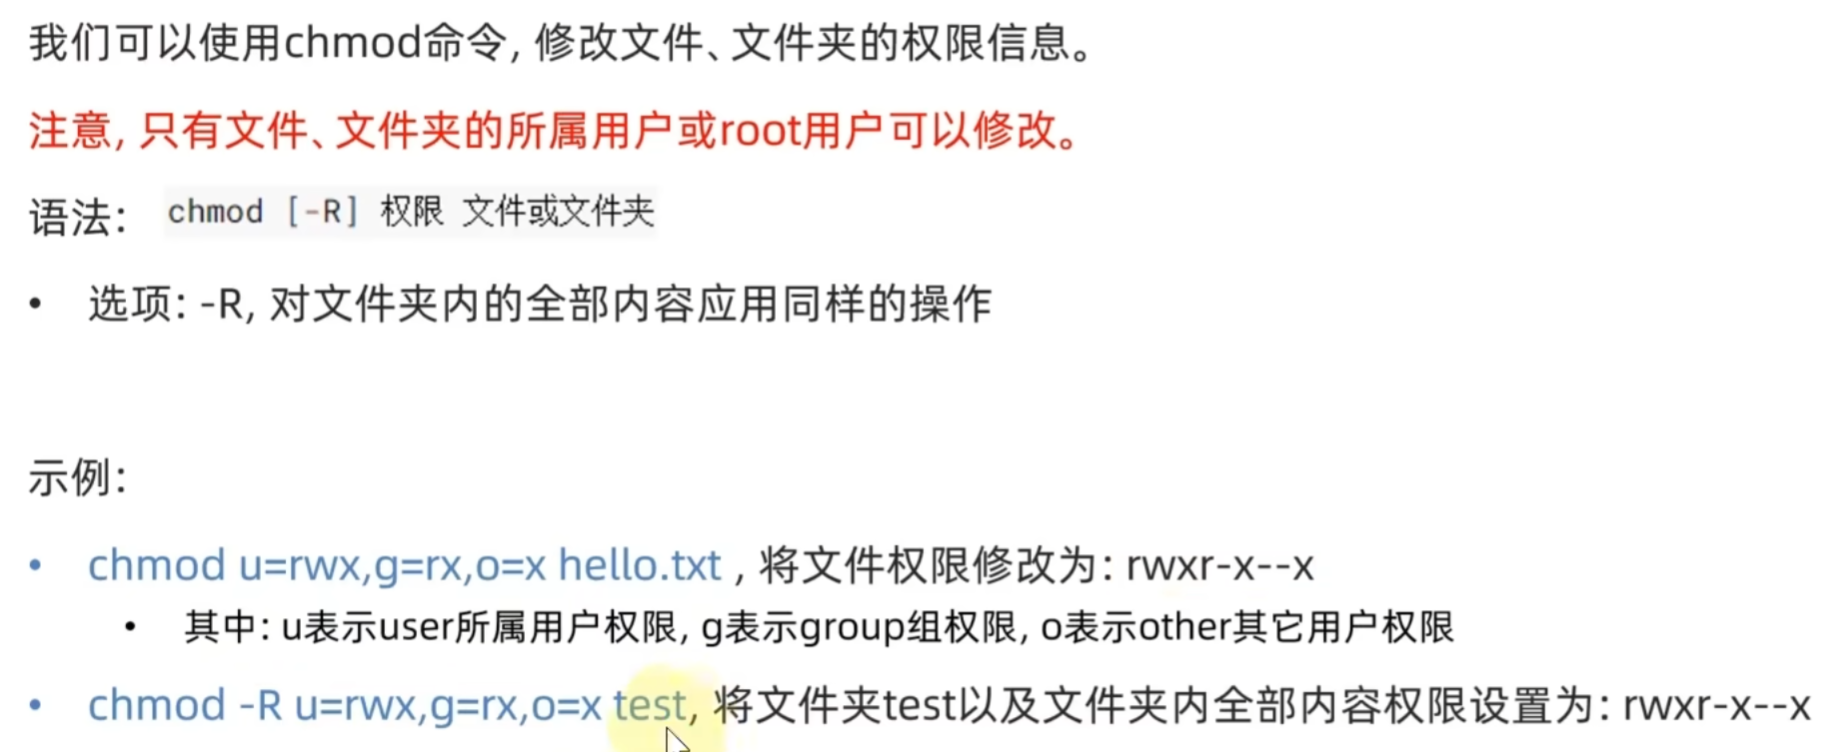 我们可以使用chmod命令, 修改文件、文件夹的权限信息。
注意, 只有文件、文件夹的所属用户或root用户可以修改。
语法: chmod [-R] 权限 文件或文件夹
• 选项: -R, 对文件夹内的全部内容应用同样的操作
示例:
• chmod u=rwx,g=rx,o=x hello.txt , 将文件权限修改为: rwxr-x--x
• 其中: u表示user所属用户权限, g表示group组权限, o表示other其它用户权限
• chmod -R u=rwx,g=rx,o=x test, 将文件夹test以及文件夹内全部内容权限设置为: rwxr-x--x